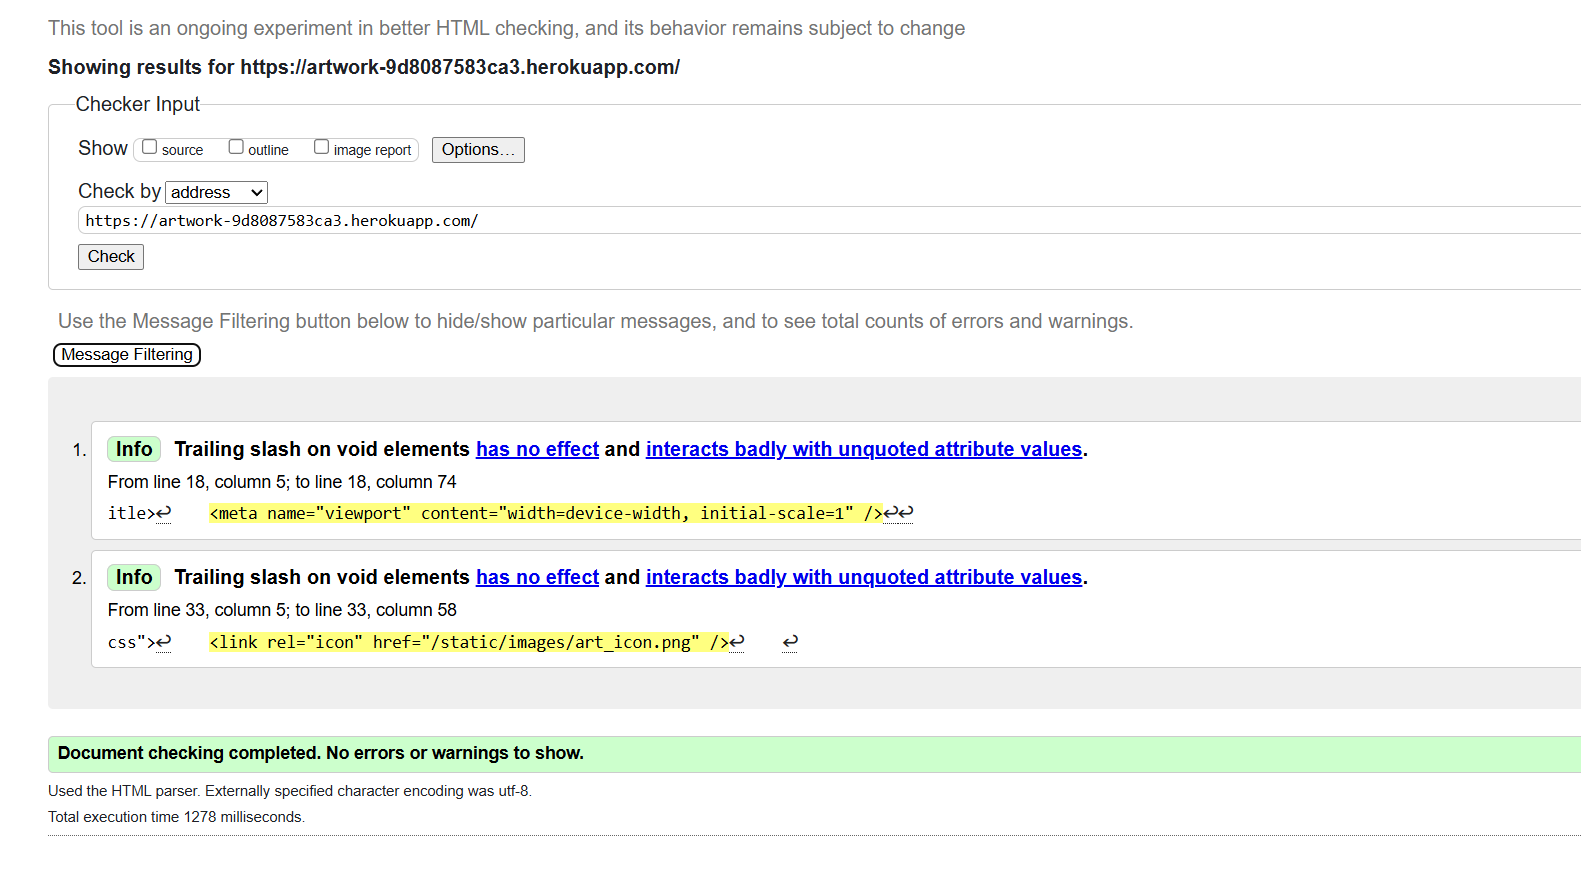 This tool is an ongoing experiment in better HTML checking, and its behavior remains subject to change
Showing results for https://artwork-9d8087583ca3.herokuapp.com/
Checker Input
Show source outline image report Options...
Check by address
https://artwork-9d8087583ca3.herokuapp.com/
Check
Use the Message Filtering button below to hide/show particular messages, and to see total counts of errors and warnings.
Message Filtering
1. Info Trailing slash on void elements has no effect and interacts badly with unquoted attribute values.
From line 18, column 5; to line 18, column 74
itle>↩ <meta name="viewport" content="width=device-width, initial-scale=1" />↩↩
2. Info Trailing slash on void elements has no effect and interacts badly with unquoted attribute values.
From line 33, column 5; to line 33, column 58
css">↩ <link rel="icon" href="/static/images/art_icon.png" />↩ ↩
Document checking completed. No errors or warnings to show.
Used the HTML parser. Externally specified character encoding was utf-8.
Total execution time 1278 milliseconds.